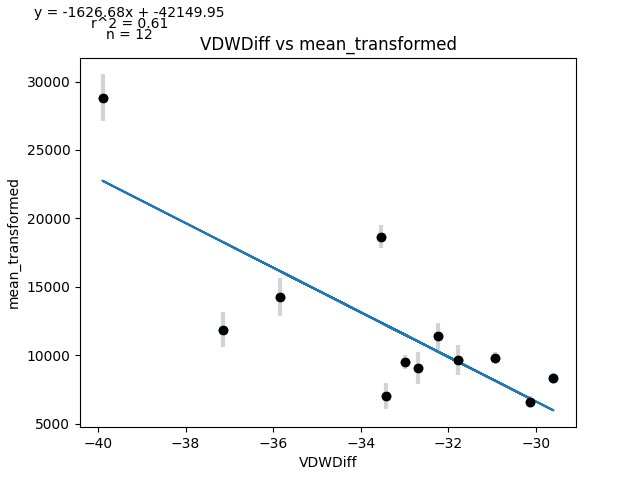 y = -1626.68x + -42149.95
r^2 = 0.61
n = 12
VDWDiff vs mean_transformed
30000
25000
20000
15000
10000
5000
mean_transformed
−40 −38 −36 −34 −32 −30
VDWDiff